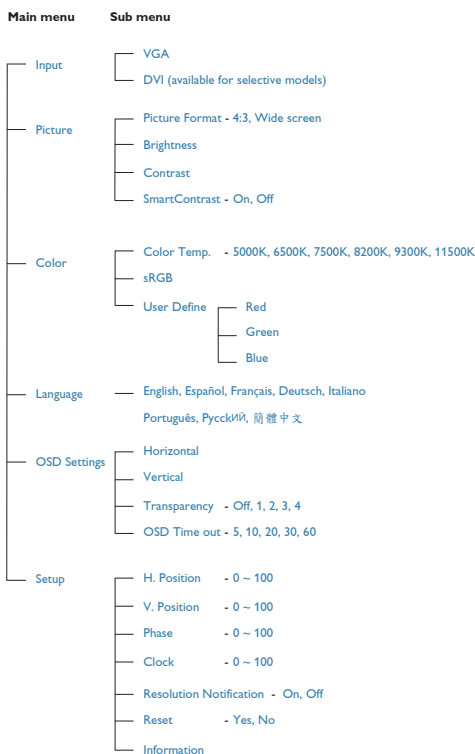 Main menu Sub menu
Input
VGA
DVI (available for selective models)
Picture
Picture Format - 4:3, Wide screen
Brightness
Contrast
SmartContrast - On, Off
Color
Color Temp. - 5000K, 6500K, 7500K, 8200K, 9300K, 11500K
sRGB
User Define
Red
Green
Blue
Language
English, Español, Français, Deutsch, Italiano
Português, Русский, 簡體中文
OSD Settings
Horizontal
Vertical
Transparency - Off, 1, 2, 3, 4
OSD Time out - 5, 10, 20, 30, 60
Setup
H. Position - 0 ~ 100
V. Position - 0 ~ 100
Phase - 0 ~ 100
Clock - 0 ~ 100
Resolution Notification - On, Off
Reset - Yes, No
Information